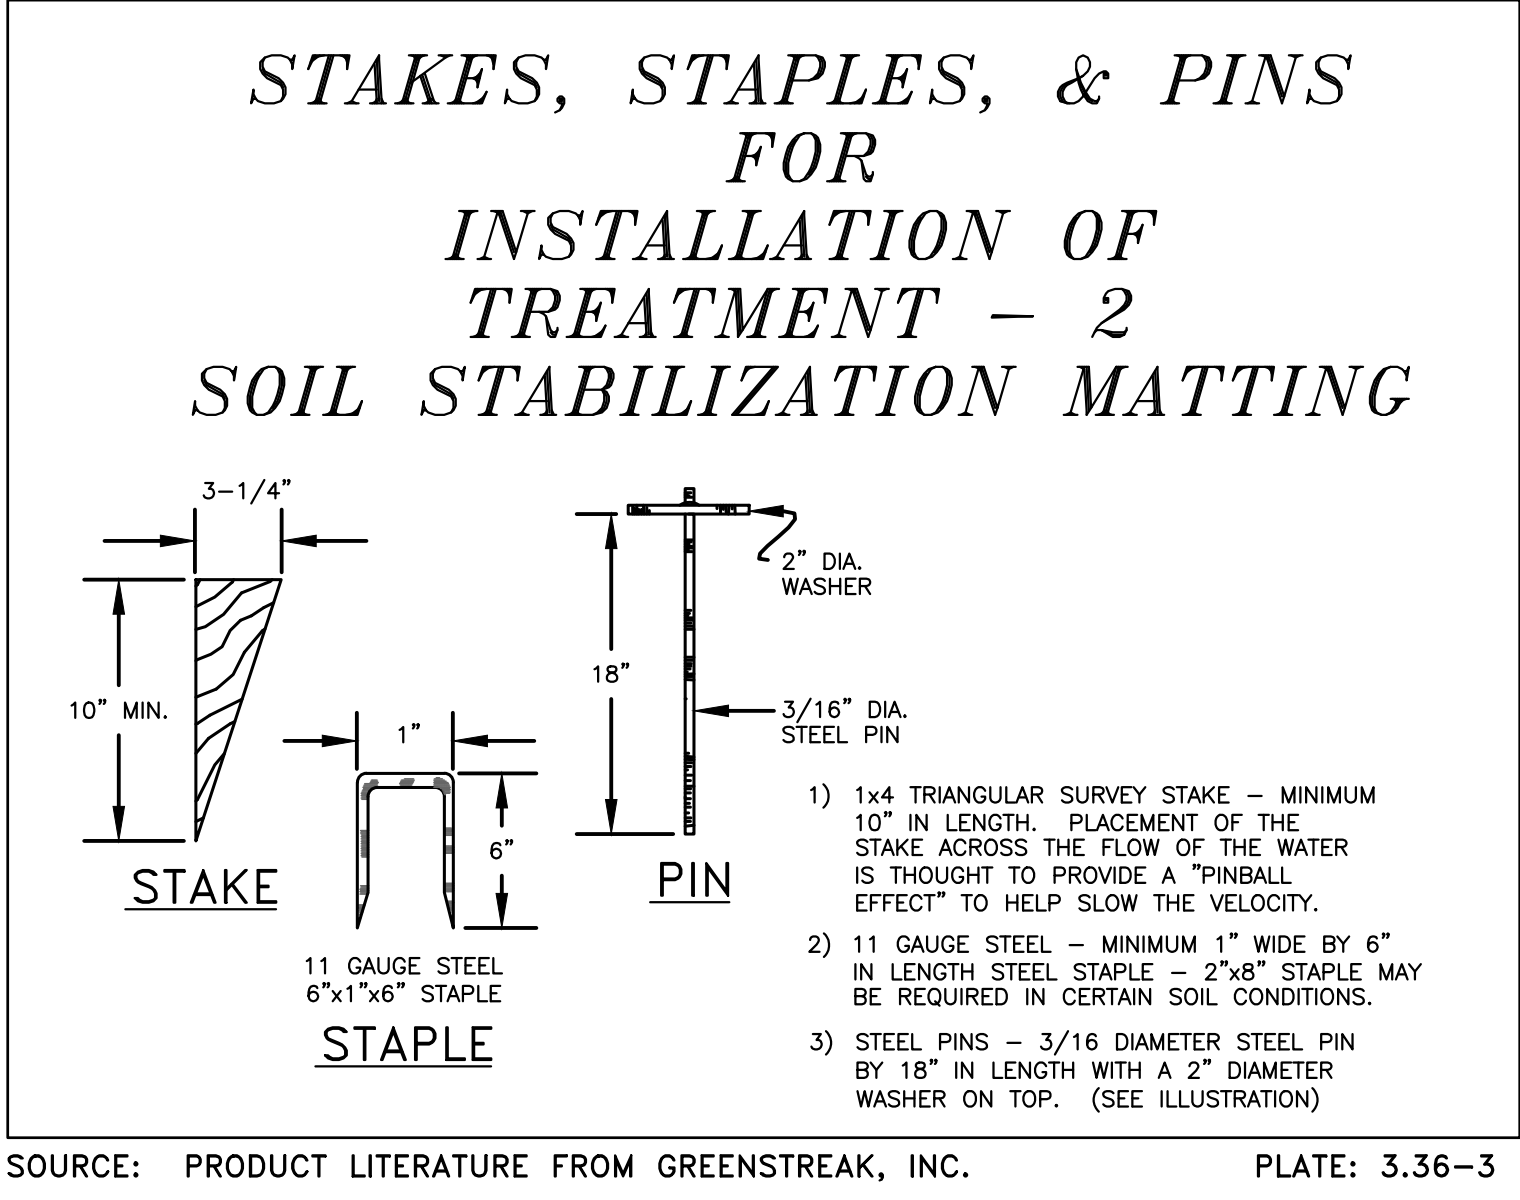 STAKES, STAPLES, & PINS
FOR
INSTALLATION OF
TREATMENT – 2
SOIL STABILIZATION MATTING
3–1/4"
10" MIN.
STAKE
1"
6"
11 GAUGE STEEL
6"x1"x6" STAPLE
STAPLE
18"
2" DIA.
WASHER
3/16" DIA.
STEEL PIN
PIN
1) 1x4 TRIANGULAR SURVEY STAKE – MINIMUM
10" IN LENGTH. PLACEMENT OF THE
STAKE ACROSS THE FLOW OF THE WATER
IS THOUGHT TO PROVIDE A "PINBALL
EFFECT" TO HELP SLOW THE VELOCITY.
2) 11 GAUGE STEEL – MINIMUM 1" WIDE BY 6"
IN LENGTH STEEL STAPLE – 2"x8" STAPLE MAY
BE REQUIRED IN CERTAIN SOIL CONDITIONS.
3) STEEL PINS – 3/16 DIAMETER STEEL PIN
BY 18" IN LENGTH WITH A 2" DIAMETER
WASHER ON TOP. (SEE ILLUSTRATION)
SOURCE: PRODUCT LITERATURE FROM GREENSTREAK, INC.
PLATE: 3.36–3